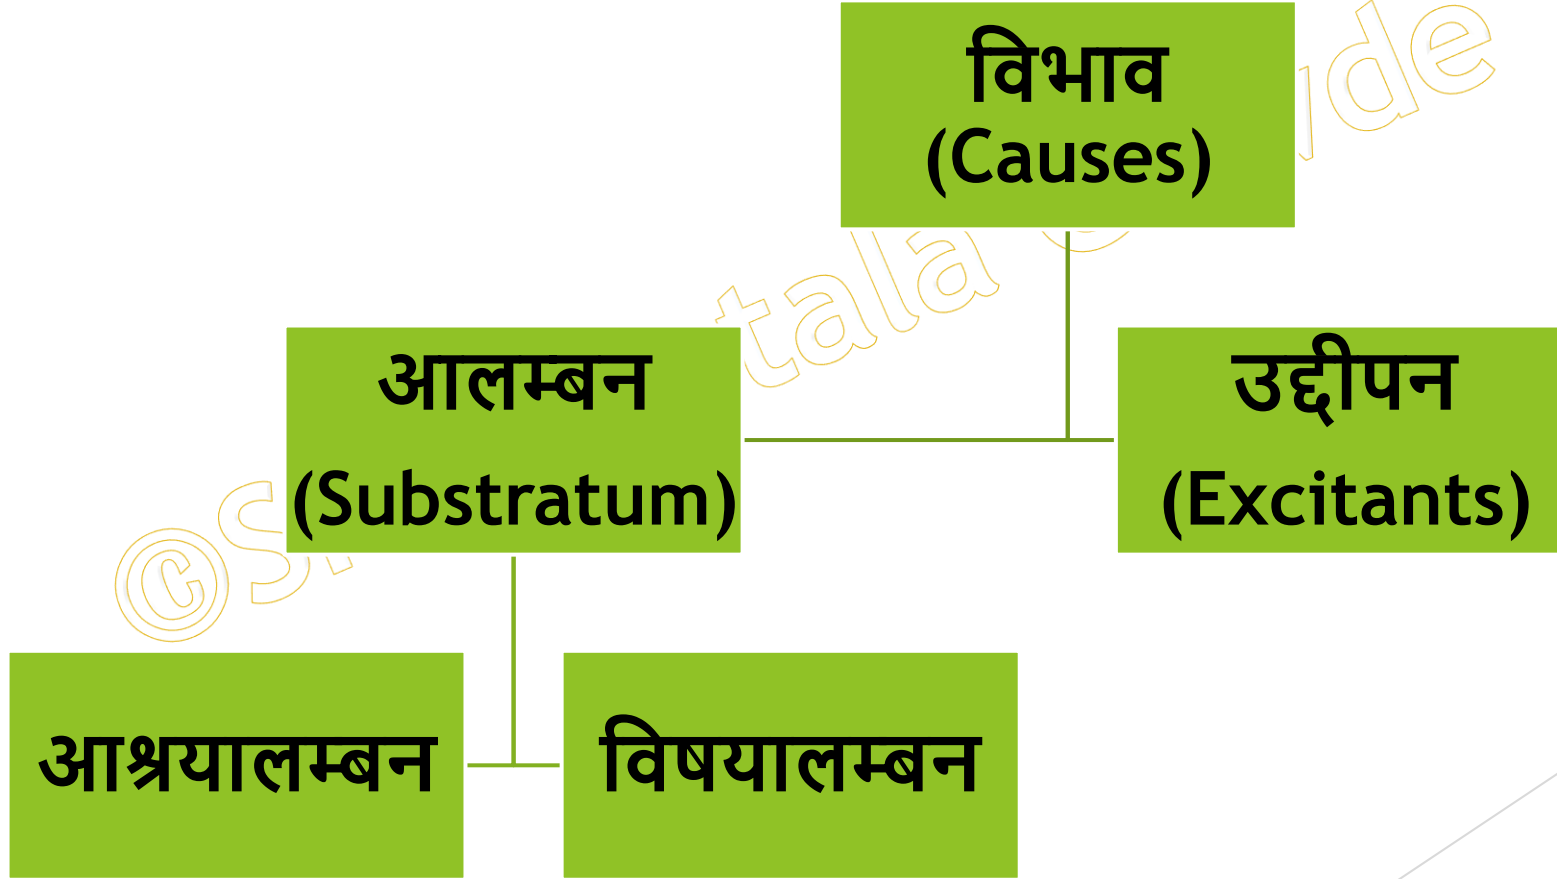 विभाव
(Causes)
आलम्बन
(Substratum)
उद्दीपन
(Excitants)
आश्रयालम्बन
विषयालम्बन